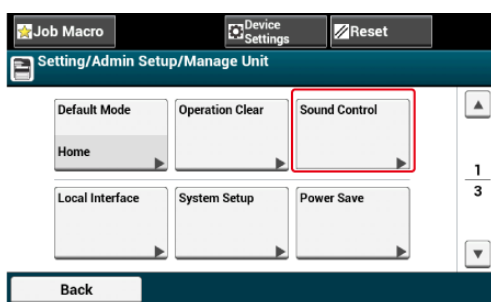 Job Macro
Device
Settings
Reset
Setting/Admin Setup/Manage Unit
Default Mode
Operation Clear
Sound Control
Home
1
3
Local Interface
System Setup
Power Save
Back